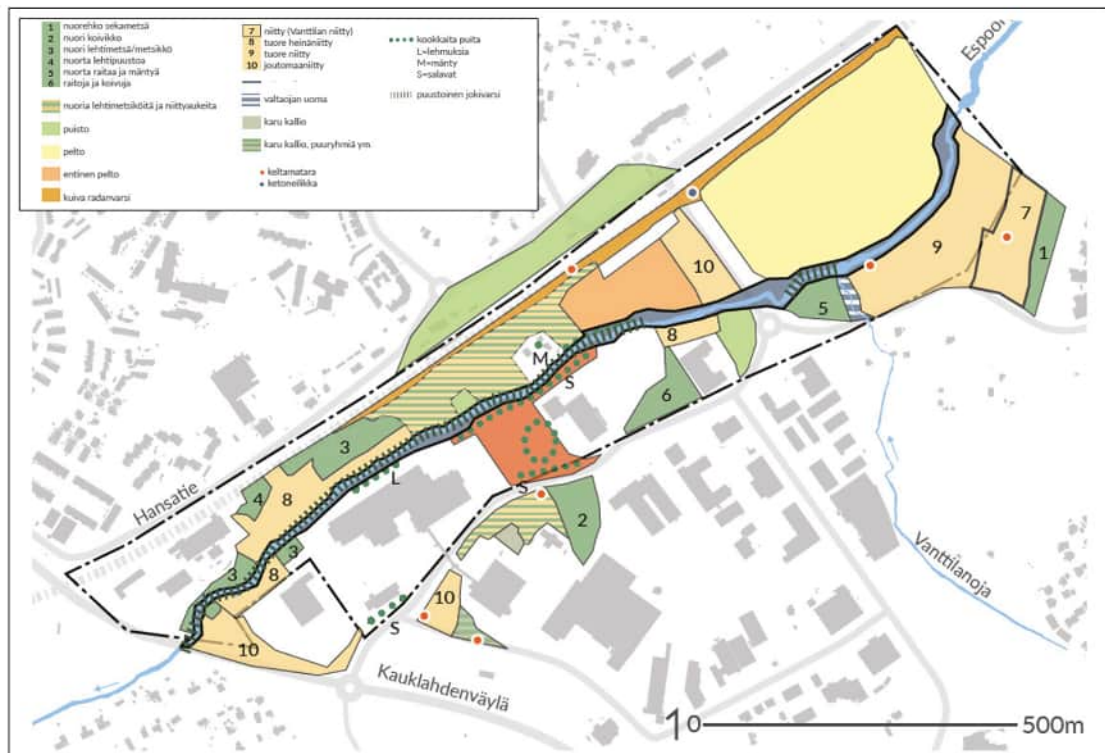 1 nuorehko sekametsä
2 nuori koivikko
3 nuori lehtimetsä/metsikkö
4 nuorta lehtipuustoa
5 nuorta raitaa ja mäntyä
6 raitoja ja koivuja
nuoria lehtimetsiköitä ja niittyaukeita
puisto
pelto
entinen pelto
kuiva radanvarsi
7 niitty (Vanttilan niitty)
8 tuore heinäniitty
9 tuore niitty
10 joutomaaniitty
valtaojan uoma
karu kallio
karu kallio, puuryhmiä ym.
keltamatara
ketoneilikka
kookkaita puita
L=lehmuksia
M=mänty
S=salavat
puustoinen jokivarsi
7
1
9
10
5
8
M
S
6
3
L
S
4
8
2
3
3
8
10
S
10
Hansatie
Vanttilanoja
Kauklahdenväylä
0 500m